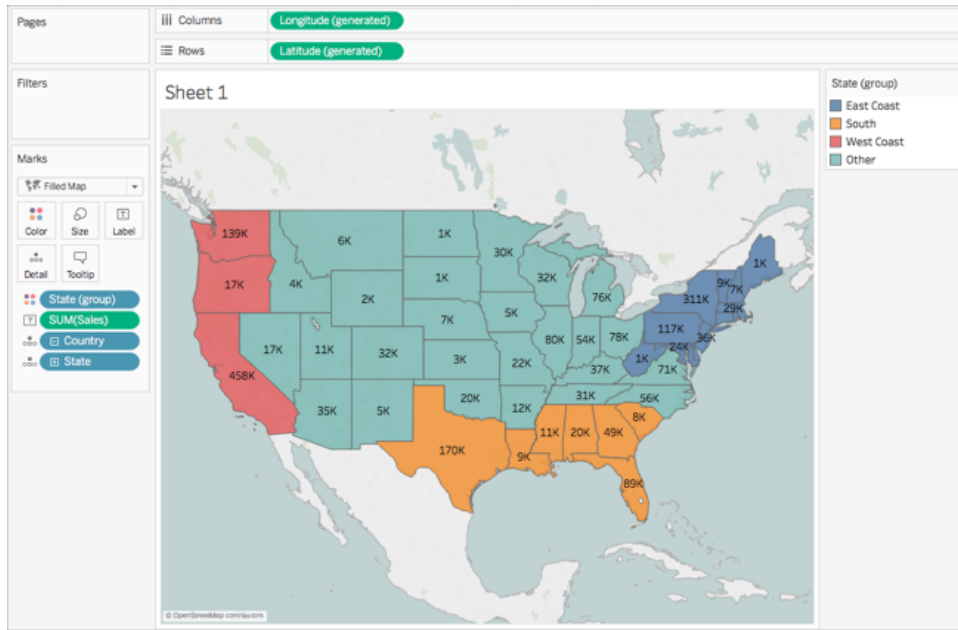 Pages
Columns
Longitude (generated)
Rows
Latitude (generated)
Filters
Sheet 1
State (group)
East Coast
South
West Coast
Other
Marks
Filled Map
Color
Size
T
Label
Detail
Tooltip
State (group)
T
SUM(Sales)
Country
State
139K
6K
1K
30K
1K
17K
4K
2K
1K
32K
76K
311K
9K
7K
29K
7K
5K
117K
36K
458K
17K
11K
32K
3K
22K
80K
54K
78K
1K
24K
71K
37K
35K
5K
20K
12K
31K
56K
170K
9K
11K
20K
49K
8K
89K
© OpenStreetMap contributors